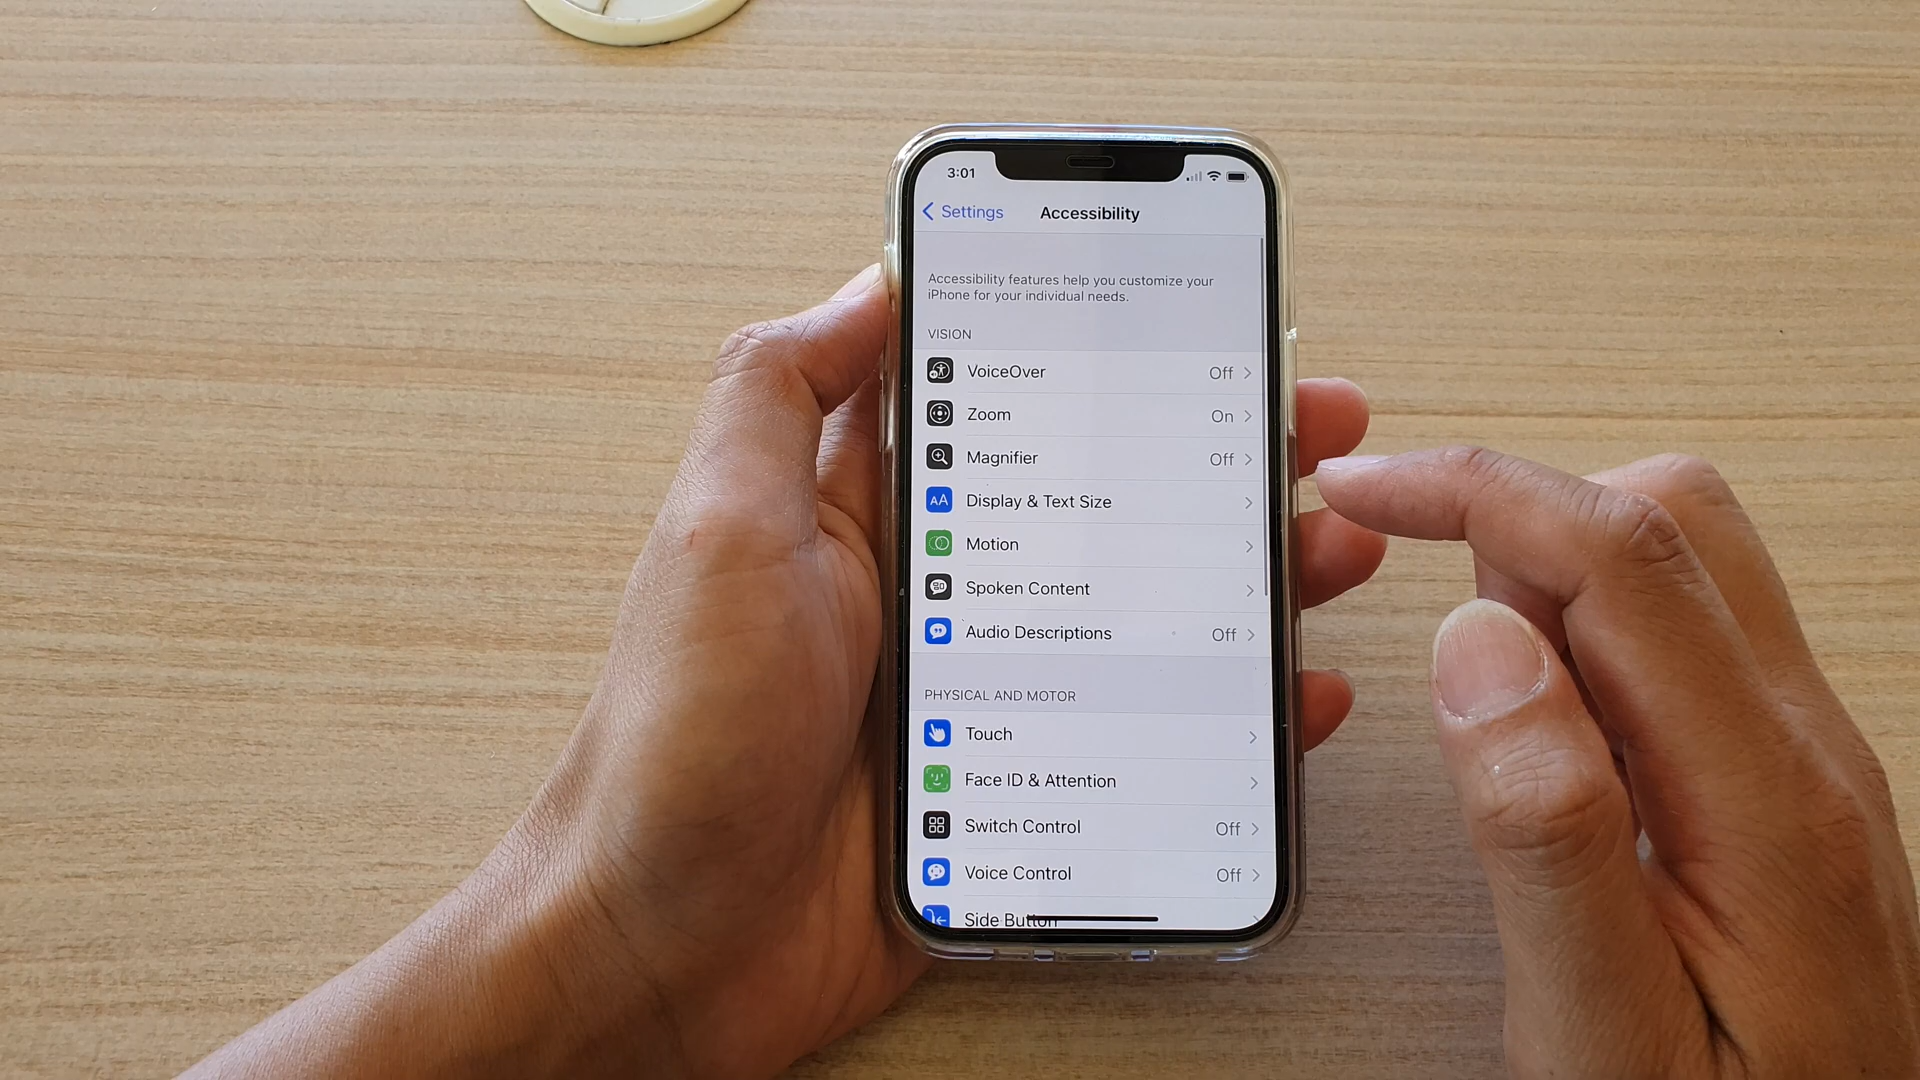 3:01
Settings
Accessibility
Accessibility features help you customize your
iPhone for your individual needs.
VISION
VoiceOver Off
Zoom On
Magnifier Off
AA Display & Text Size
Motion
Spoken Content
Audio Descriptions Off
PHYSICAL AND MOTOR
Touch
Face ID & Attention
Switch Control Off
Voice Control Off
Side Button